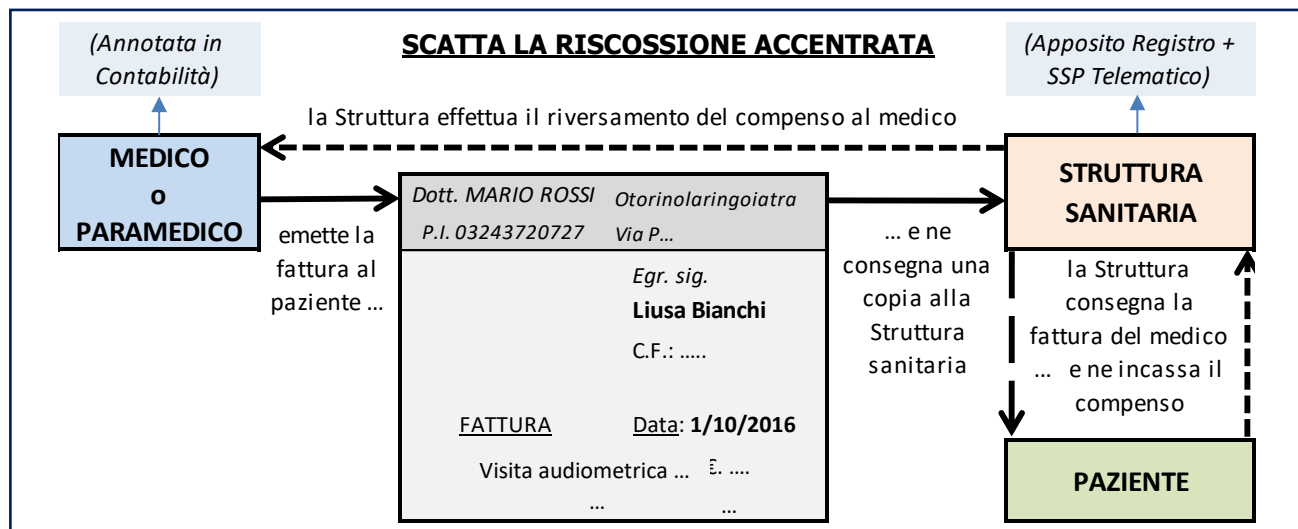 (Annotata in
Contabilità)
SCATTA LA RISCOSSIONE ACCENTRATA
(Apposito Registro +
SSP Telematico)
la Struttura effettua il riversamento del compenso al medico
MEDICO
o
PARAMEDICO
emette la
fattura al
paziente ...
Dott. MARIO ROSSI Otorinolaringoiatra
P.I. 03243720727 Via P...
Egr. sig.
Liusa Bianchi
C.F.: .....
FATTURA Data: 1/10/2016
Visita audiometrica ... €. ....
... ...
... e ne
consegna una
copia alla
Struttura
sanitaria
STRUTTURA
SANITARIA
la Struttura
consegna la
fattura del medico
... e ne incassa il
compenso
PAZIENTE